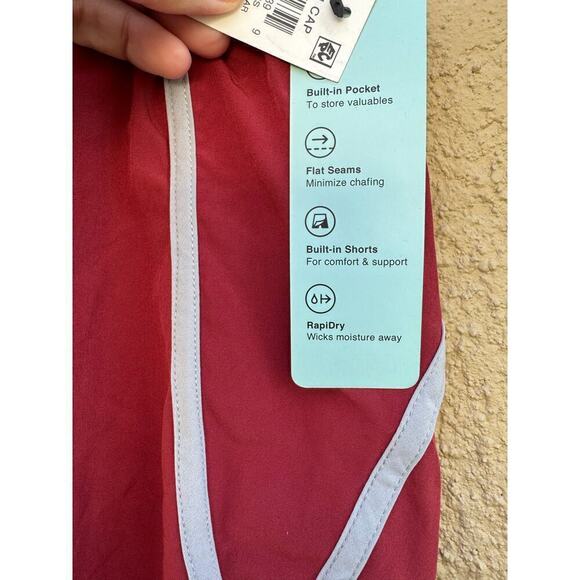 T CAP
Built-in Pocket
To store valuables
Flat Seams
Minimize chafing
Built-in Shorts
For comfort & support
RapiDry
Wicks moisture away